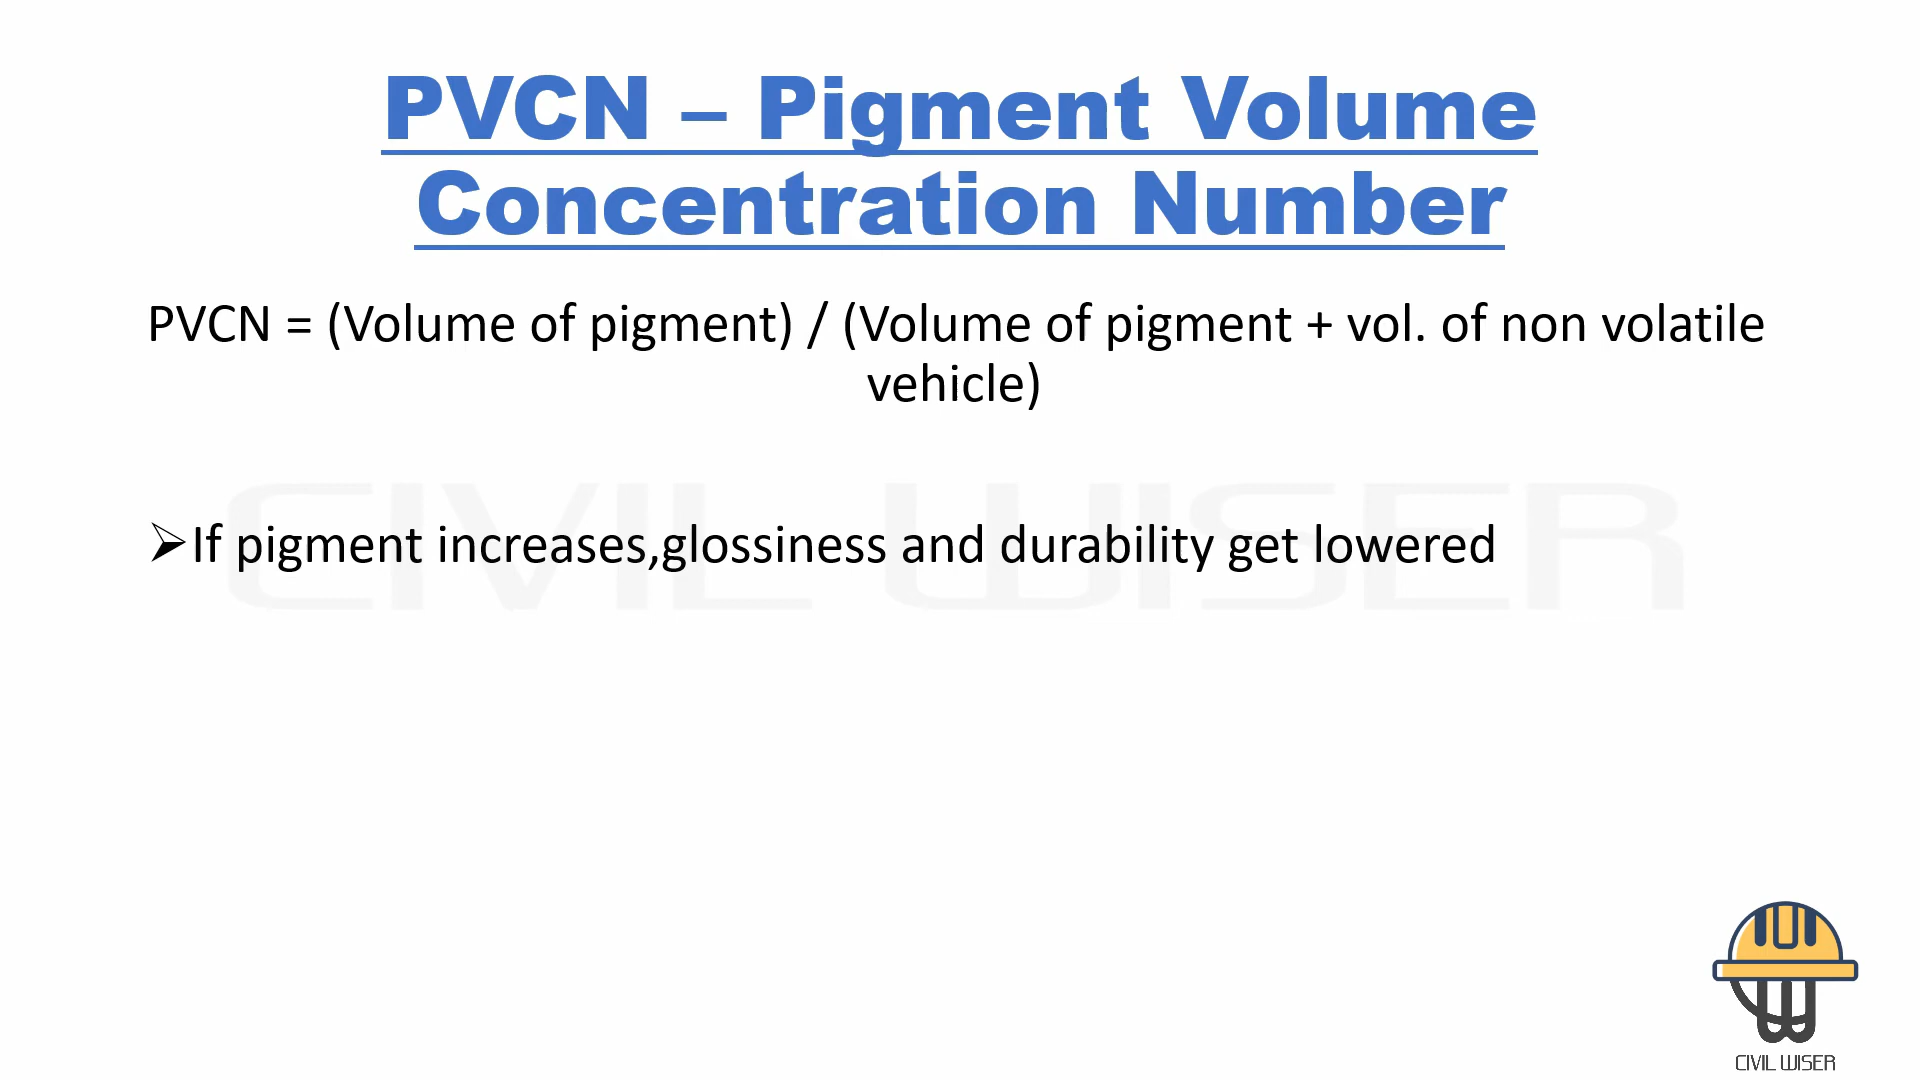 PVCN – Pigment Volume
Concentration Number
PVCN = (Volume of pigment) / (Volume of pigment + vol. of non volatile
vehicle)
CIVIL WISER
➢If pigment increases,glossiness and durability get lowered
CIVIL WISER